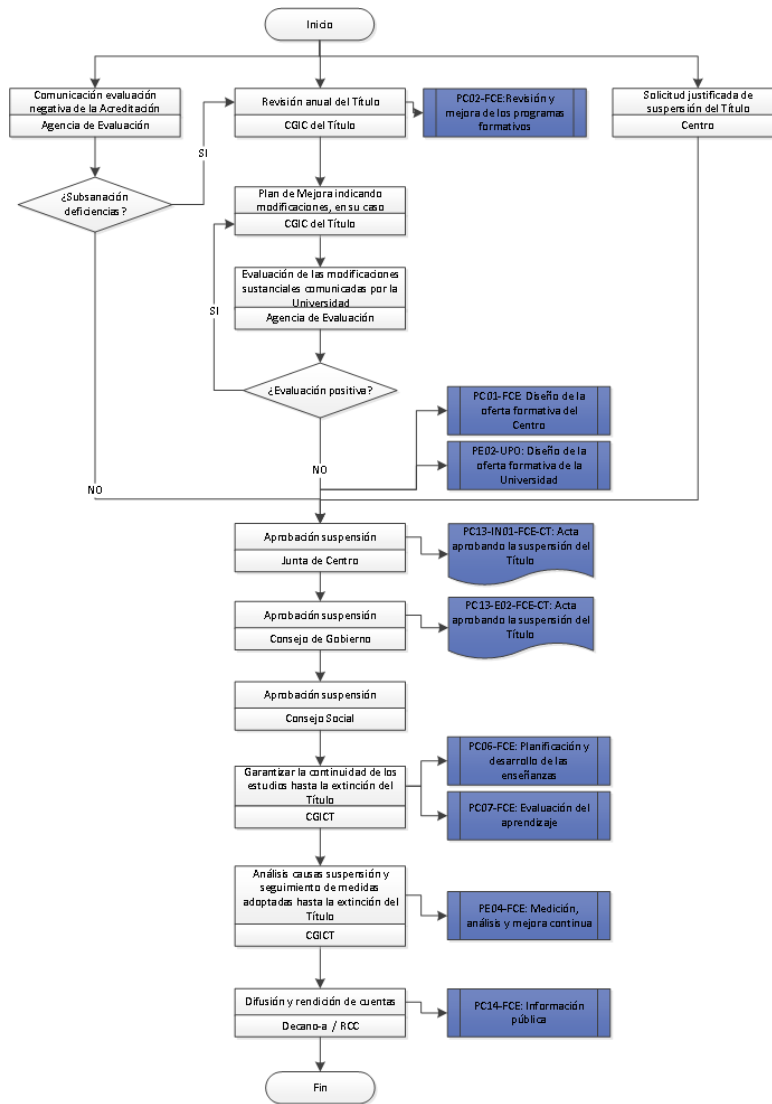 Inicio
Comunicación evaluación
negativa de la Acreditación
Agencia de Evaluación
Revisión anual del Título
CGIC del Título
PC02-FCE:Revisión y
mejora de los programas
formativos
Solicitud justificada de
suspensión del Título
Centro
SI
¿Subsanación
deficiencias?
Plan de Mejora indicando
modificaciones, en su caso
CGIC del Título
Evaluación de las modificaciones
sustanciales comunicadas por la
Universidad
Agencia de Evaluación
SI
¿Evaluación positiva?
PC01-FCE: Diseño de la
oferta formativa del
Centro
PE02-UPO: Diseño de la
oferta formativa de la
Universidad
NO
NO
Aprobación suspensión
Junta de Centro
PC13-IN01-FCE-CT: Acta
aprobando la suspensión del
Título
Aprobación suspensión
Consejo de Gobierno
PC13-E02-FCE-CT: Acta
aprobando la suspensión del
Título
Aprobación suspensión
Consejo Social
Garantizar la continuidad de los
estudios hasta la extinción del
Título
CGICT
PC06-FCE: Planificación y
desarrollo de las
enseñanzas
PC07-FCE: Evaluación del
aprendizaje
Análisis causas suspensión y
seguimiento de medidas
adoptadas hasta la extinción del
Título
CGICT
PE04-FCE: Medición,
análisis y mejora continua
Difusión y rendición de cuentas
Decano-a / RCC
PC14-FCE: Información
pública
Fin